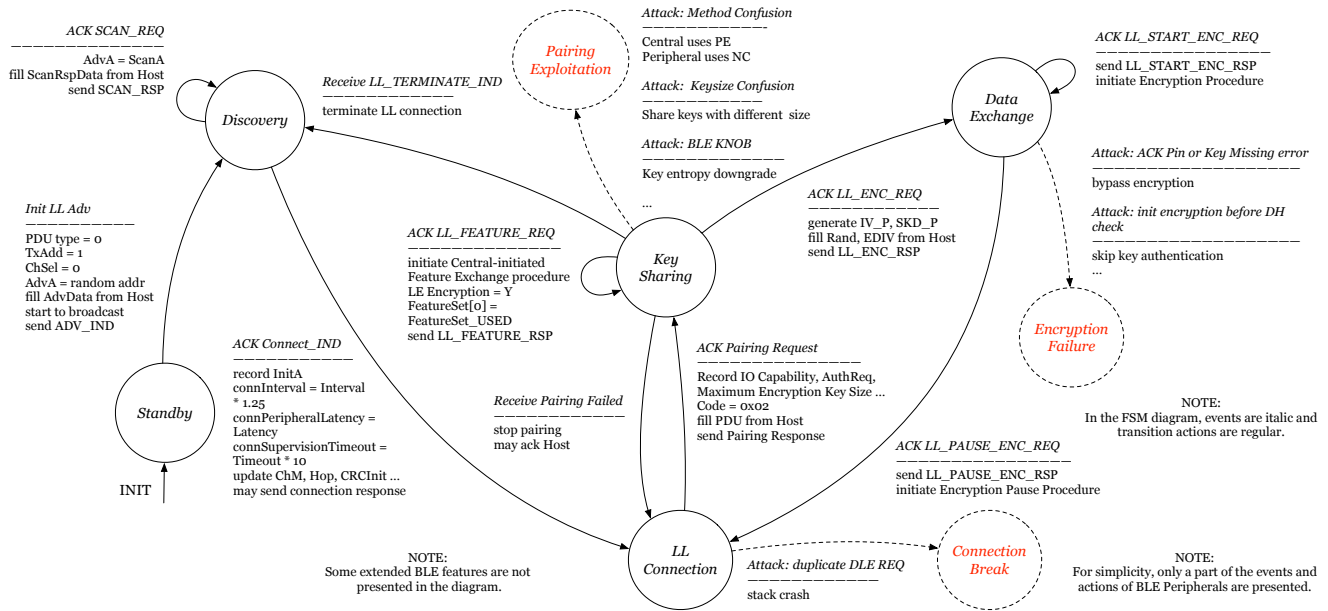 ACK SCAN_REQ
AdvA = ScanA
fill ScanRspData from Host
send SCAN_RSP
Discovery
Receive LL_TERMINATE_IND
terminate LL connection
Pairing
Exploitation
Attack: Method Confusion
Central uses PE
Peripheral uses NC
Attack: Keysize Confusion
Share keys with different size
Attack: BLE KNOB
Key entropy downgrade
...
Data
Exchange
ACK LL_START_ENC_REQ
send LL_START_ENC_RSP
initiate Encryption Procedure
Attack: ACK Pin or Key Missing error
bypass encryption
Attack: init encryption before DH
check
skip key authentication
...
Init LL Adv
PDU type = 0
TxAdd = 1
ChSel = 0
AdvA = random addr
fill AdvData from Host
start to broadcast
send ADV_IND
ACK LL_FEATURE_REQ
initiate Central-initiated
Feature Exchange procedure
LE Encryption = Y
FeatureSet[0] =
FeatureSet_USED
send LL_FEATURE_RSP
Key
Sharing
ACK LL_ENC_REQ
generate IV_P, SKD_P
fill Rand, EDIV from Host
send LL_ENC_RSP
Encryption
Failure
Standby
INIT
ACK Connect_IND
record InitA
connInterval = Interval
* 1.25
connPeripheralLatency =
Latency
connSupervisionTimeout =
Timeout * 10
update ChM, Hop, CRCInit ...
may send connection response
Receive Pairing Failed
stop pairing
may ack Host
ACK Pairing Request
Record IO Capability, AuthReq,
Maximum Encryption Key Size ...
Code = 0x02
fill PDU from Host
send Pairing Response
NOTE:
In the FSM diagram, events are italic and
transition actions are regular.
ACK LL_PAUSE_ENC_REQ
send LL_PAUSE_ENC_RSP
initiate Encryption Pause Procedure
NOTE:
Some extended BLE features are not
presented in the diagram.
LL
Connection
Attack: duplicate DLE REQ
stack crash
Connection
Break
NOTE:
For simplicity, only a part of the events and
actions of BLE Peripherals are presented.